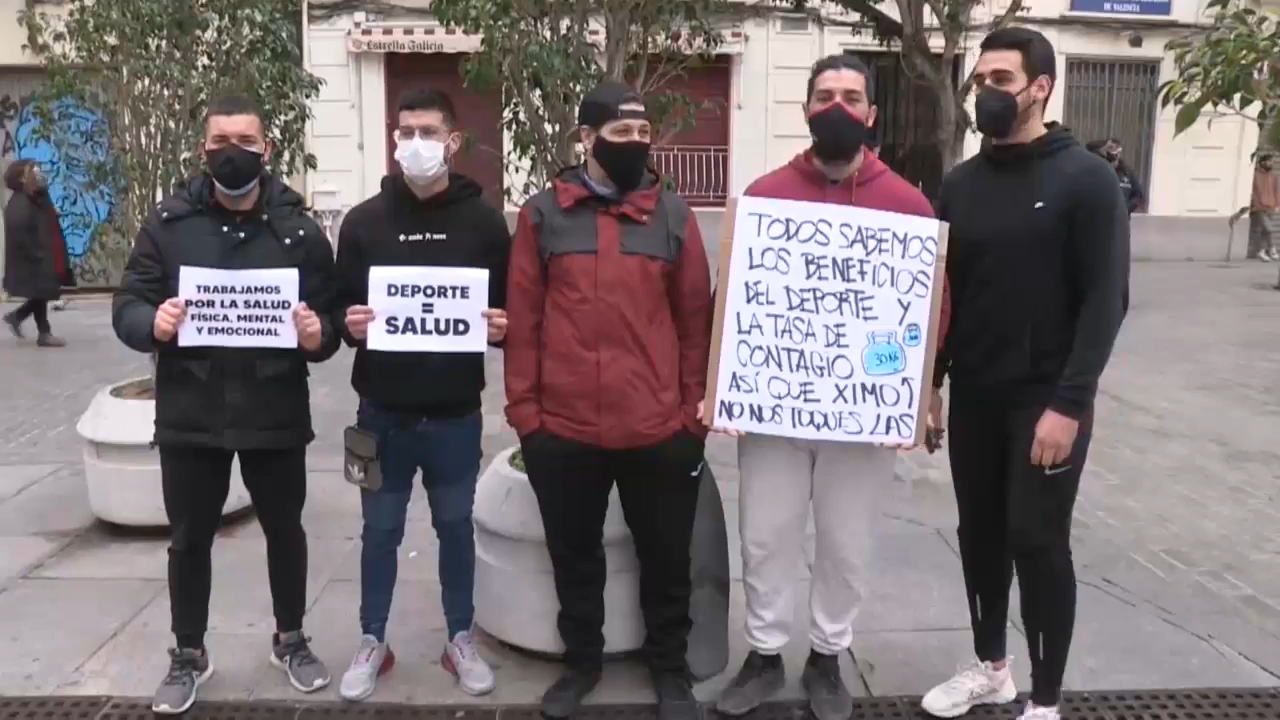 Estrella Galicia
DE VALENCIA
TRABAJAMOS
POR LA SALUD
FÍSICA, MENTAL
Y EMOCIONAL
DEPORTE
=
SALUD
TODOS SABEMOS
LOS BENEFICIOS
DEL DEPORTE Y
LA TASA DE
CONTAGIO
30 KG
ASÍ QUE XIMO
NO NOS TOQUES LAS